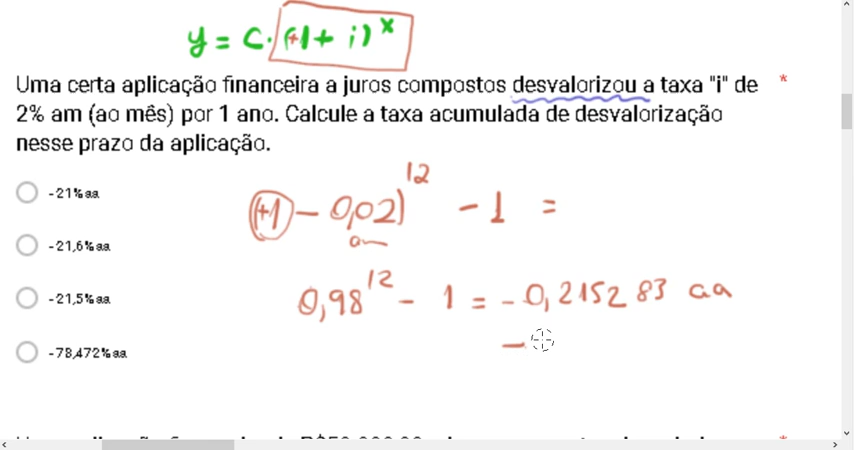 y = C. (+1 + i)^x
Uma certa aplicação financeira a juros compostos desvalorizou a taxa "i" de *
2% am (ao mês) por 1 ano. Calcule a taxa acumulada de desvalorização
nesse prazo da aplicação.
-21% aa
(+1 - 0,02)^12 - 1 =
am
-21,6% aa
-21,5% aa
0,98^12 - 1 = -0,215283 aa
-
-78,472% aa